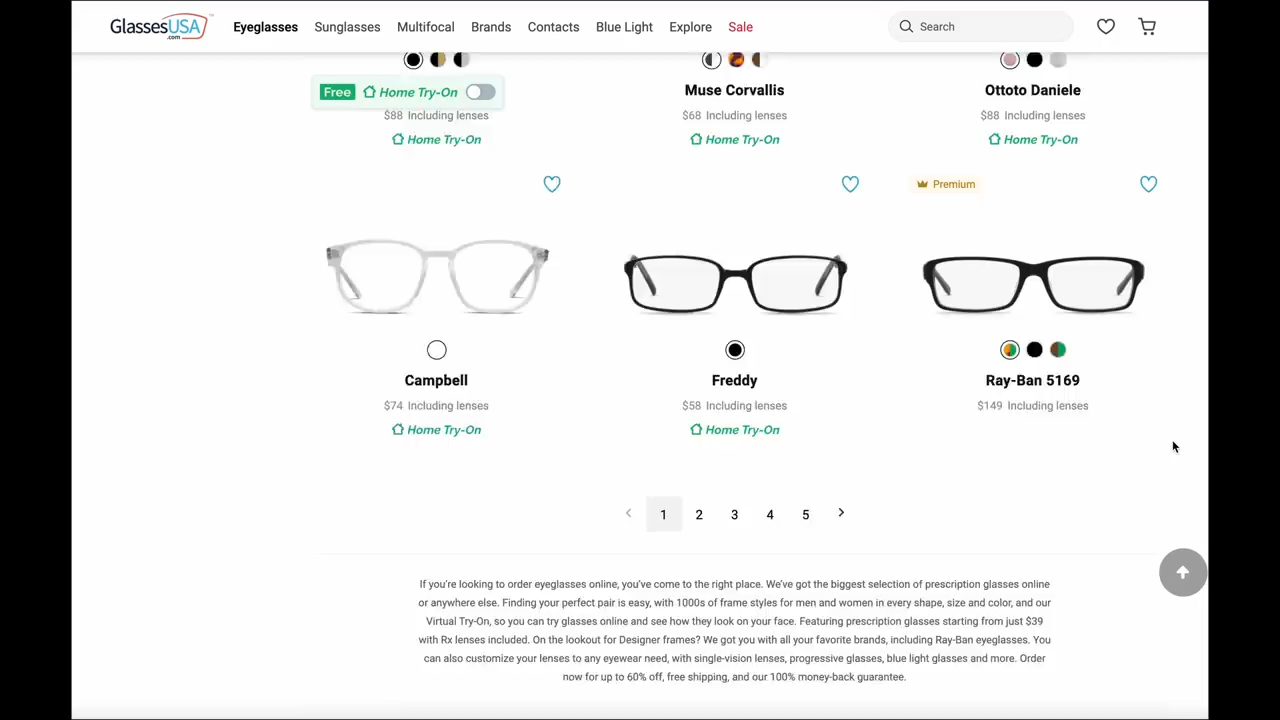 GlassesUSA™ .com
Eyeglasses Sunglasses Multifocal Brands Contacts Blue Light Explore Sale
Search
Free Home Try-On
Muse Corvallis
Ottoto Daniele
$88 Including lenses
$68 Including lenses
$88 Including lenses
Home Try-On
Home Try-On
Home Try-On
Premium
Campbell
Freddy
Ray-Ban 5169
$74 Including lenses
$58 Including lenses
$149 Including lenses
Home Try-On
Home Try-On
1 2 3 4 5
If you're looking to order eyeglasses online, you've come to the right place. We've got the biggest selection of prescription glasses online
or anywhere else. Finding your perfect pair is easy, with 1000s of frame styles for men and women in every shape, size and color, and our
Virtual Try-On, so you can try glasses online and see how they look on your face. Featuring prescription glasses starting from just $39
with Rx lenses included. On the lookout for Designer frames? We got you with all your favorite brands, including Ray-Ban eyeglasses. You
can also customize your lenses to any eyewear need, with single-vision lenses, progressive glasses, blue light glasses and more. Order
now for up to 60% off, free shipping, and our 100% money-back guarantee.